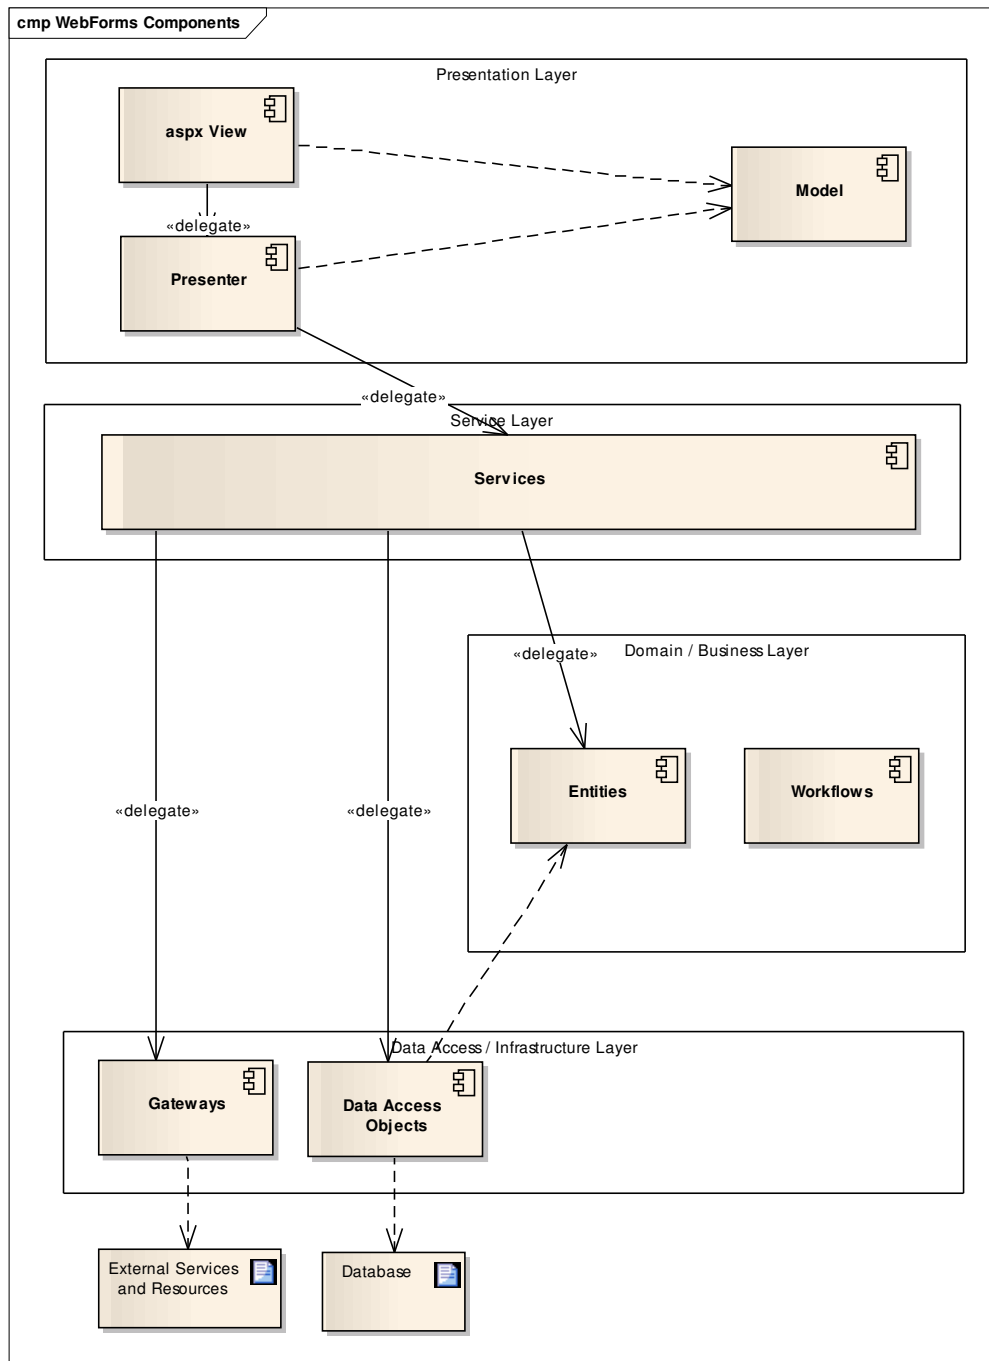 cmp WebForms Components
Presentation Layer
aspx View
Model
«delegate»
Presenter
«delegate»
Service Layer
Services
«delegate»
Domain / Business Layer
Entities
Workflows
«delegate»
«delegate»
Data Access / Infrastructure Layer
Gateways
Data Access
Objects
External Services
and Resources
Database